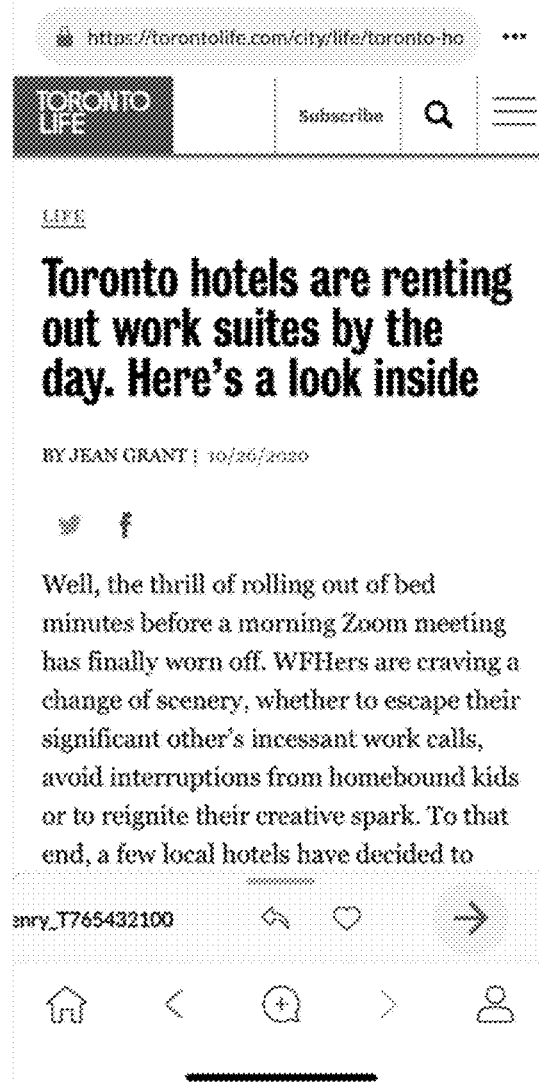 https://torontolife.com/city/life/toronto-ho
TORONTO
LIFE
Subscribe
LIFE
Toronto hotels are renting
out work suites by the
day. Here's a look inside
BY JEAN GRANT | 10/26/2020
Well, the thrill of rolling out of bed
minutes before a morning Zoom meeting
has finally worn off. WFHers are craving a
change of scenery, whether to escape their
significant other's incessant work calls,
avoid interruptions from homebound kids
or to reignite their creative spark. To that
end, a few local hotels have decided to
enry_T765432100